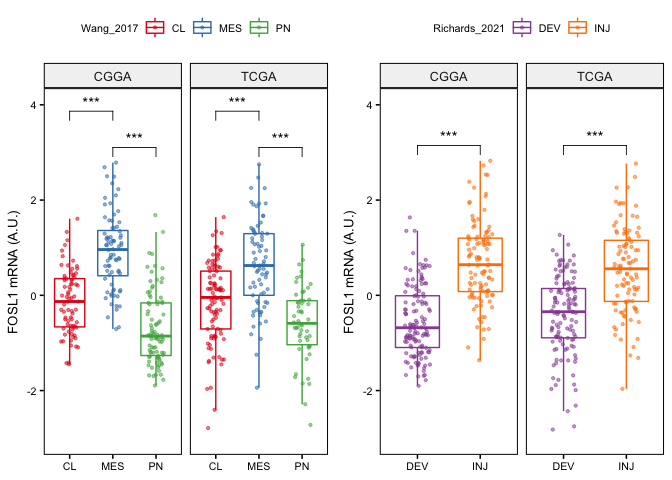 Wang_2017 CL MES PN
Richards_2021 DEV INJ
CGGA TCGA
CGGA TCGA
FOSL1 mRNA (A.U.)
4
2
0
-2
*** ***
*** ***
CL MES PN CL MES PN
FOSL1 mRNA (A.U.)
4
2
0
-2
*** ***
DEV INJ DEV INJ